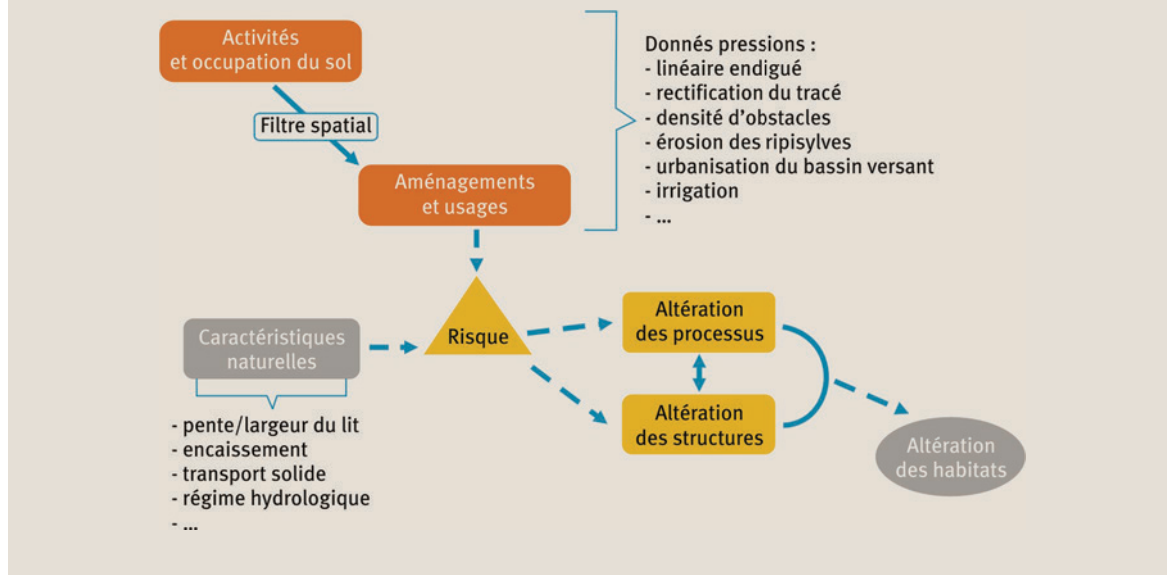 Activités
et occupation du sol
Filtre spatial
Aménagements
et usages
Donnés pressions :
- linéaire endigué
- rectification du tracé
- densité d'obstacles
- érosion des ripisylves
- urbanisation du bassin versant
- irrigation
- ...
Caractéristiques
naturelles
- pente/largeur du lit
- encaissement
- transport solide
- régime hydrologique
- ...
Risque
Altération
des processus
Altération
des structures
Altération
des habitats